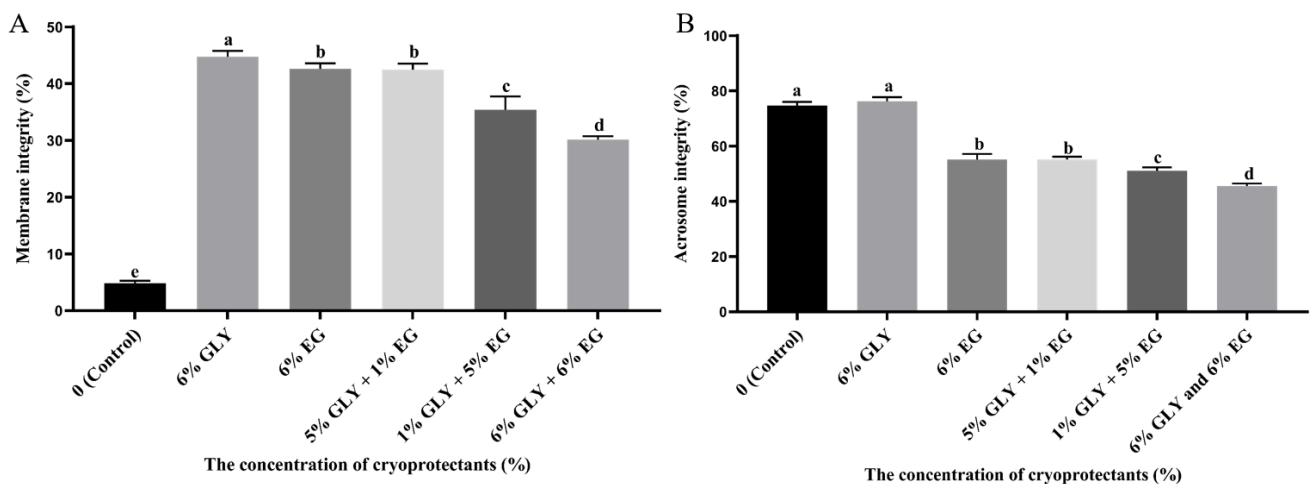 A
Membrane integrity (%)
50
40
30
20
10
0
e
a
b
b
c
d
0 (Control)
6% GLY
6% EG
5% GLY + 1% EG
1% GLY + 5% EG
6% GLY + 6% EG
The concentration of cryoprotectants (%)
B
Acrosome integrity (%)
100
80
60
40
20
0
a
a
b
b
c
d
0 (Control)
6% GLY
6% EG
5% GLY + 1% EG
1% GLY + 5% EG
6% GLY and 6% EG
The concentration of cryoprotectants (%)